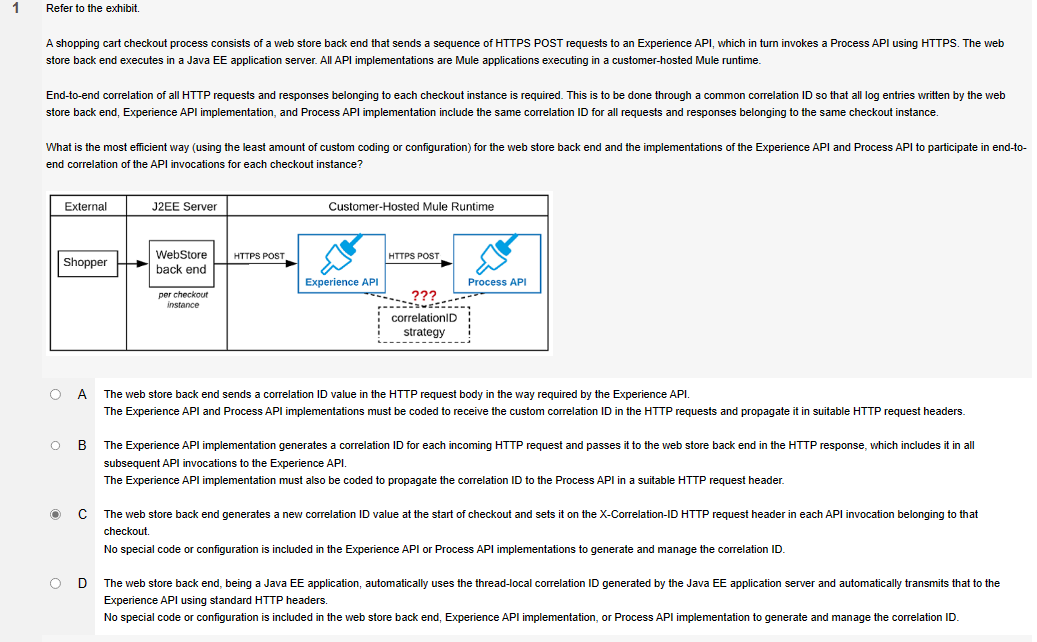 1 Refer to the exhibit.
A shopping cart checkout process consists of a web store back end that sends a sequence of HTTPS POST requests to an Experience API, which in turn invokes a Process API using HTTPS. The web
store back end executes in a Java EE application server. All API implementations are Mule applications executing in a customer-hosted Mule runtime.
End-to-end correlation of all HTTP requests and responses belonging to each checkout instance is required. This is to be done through a common correlation ID so that all log entries written by the web
store back end, Experience API implementation, and Process API implementation include the same correlation ID for all requests and responses belonging to the same checkout instance.
What is the most efficient way (using the least amount of custom coding or configuration) for the web store back end and the implementations of the Experience API and Process API to participate in end-to-
end correlation of the API invocations for each checkout instance?
External J2EE Server Customer-Hosted Mule Runtime
Shopper
WebStore
back end
per checkout
instance
HTTPS POST
Experience API
HTTPS POST
Process API
???
correlationID
strategy
A The web store back end sends a correlation ID value in the HTTP request body in the way required by the Experience API.
The Experience API and Process API implementations must be coded to receive the custom correlation ID in the HTTP requests and propagate it in suitable HTTP request headers.
B The Experience API implementation generates a correlation ID for each incoming HTTP request and passes it to the web store back end in the HTTP response, which includes it in all
subsequent API invocations to the Experience API.
The Experience API implementation must also be coded to propagate the correlation ID to the Process API in a suitable HTTP request header.
C The web store back end generates a new correlation ID value at the start of checkout and sets it on the X-Correlation-ID HTTP request header in each API invocation belonging to that
checkout.
No special code or configuration is included in the Experience API or Process API implementations to generate and manage the correlation ID.
D The web store back end, being a Java EE application, automatically uses the thread-local correlation ID generated by the Java EE application server and automatically transmits that to the
Experience API using standard HTTP headers.
No special code or configuration is included in the web store back end, Experience API implementation, or Process API implementation to generate and manage the correlation ID.